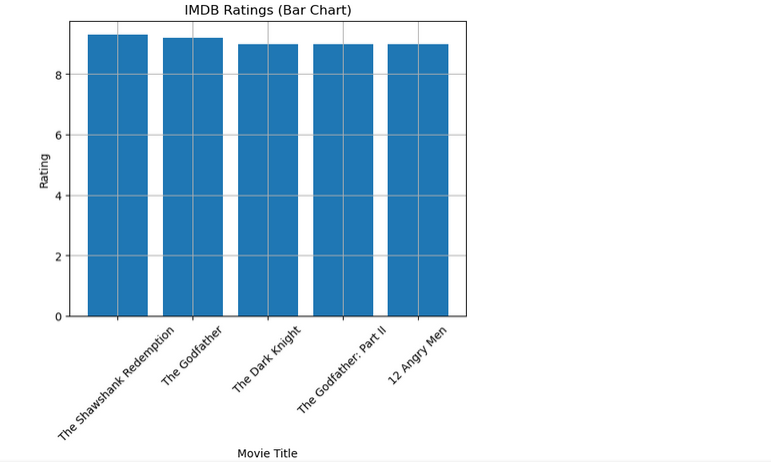 IMDB Ratings (Bar Chart)
Rating
8
6
4
2
0
The Shawshank Redemption
The Godfather
The Dark Knight
The Godfather: Part II
12 Angry Men
Movie Title